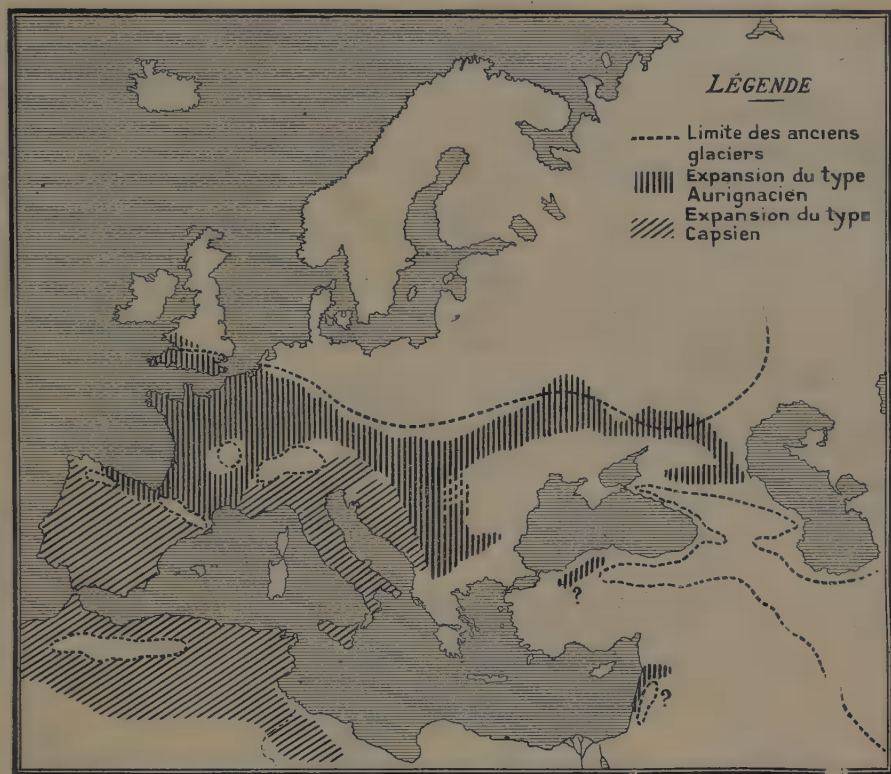 LÉGENDE
Limite des anciens
glaciers
Expansion du type
Aurignacien
Expansion du type
Capsien
?
?